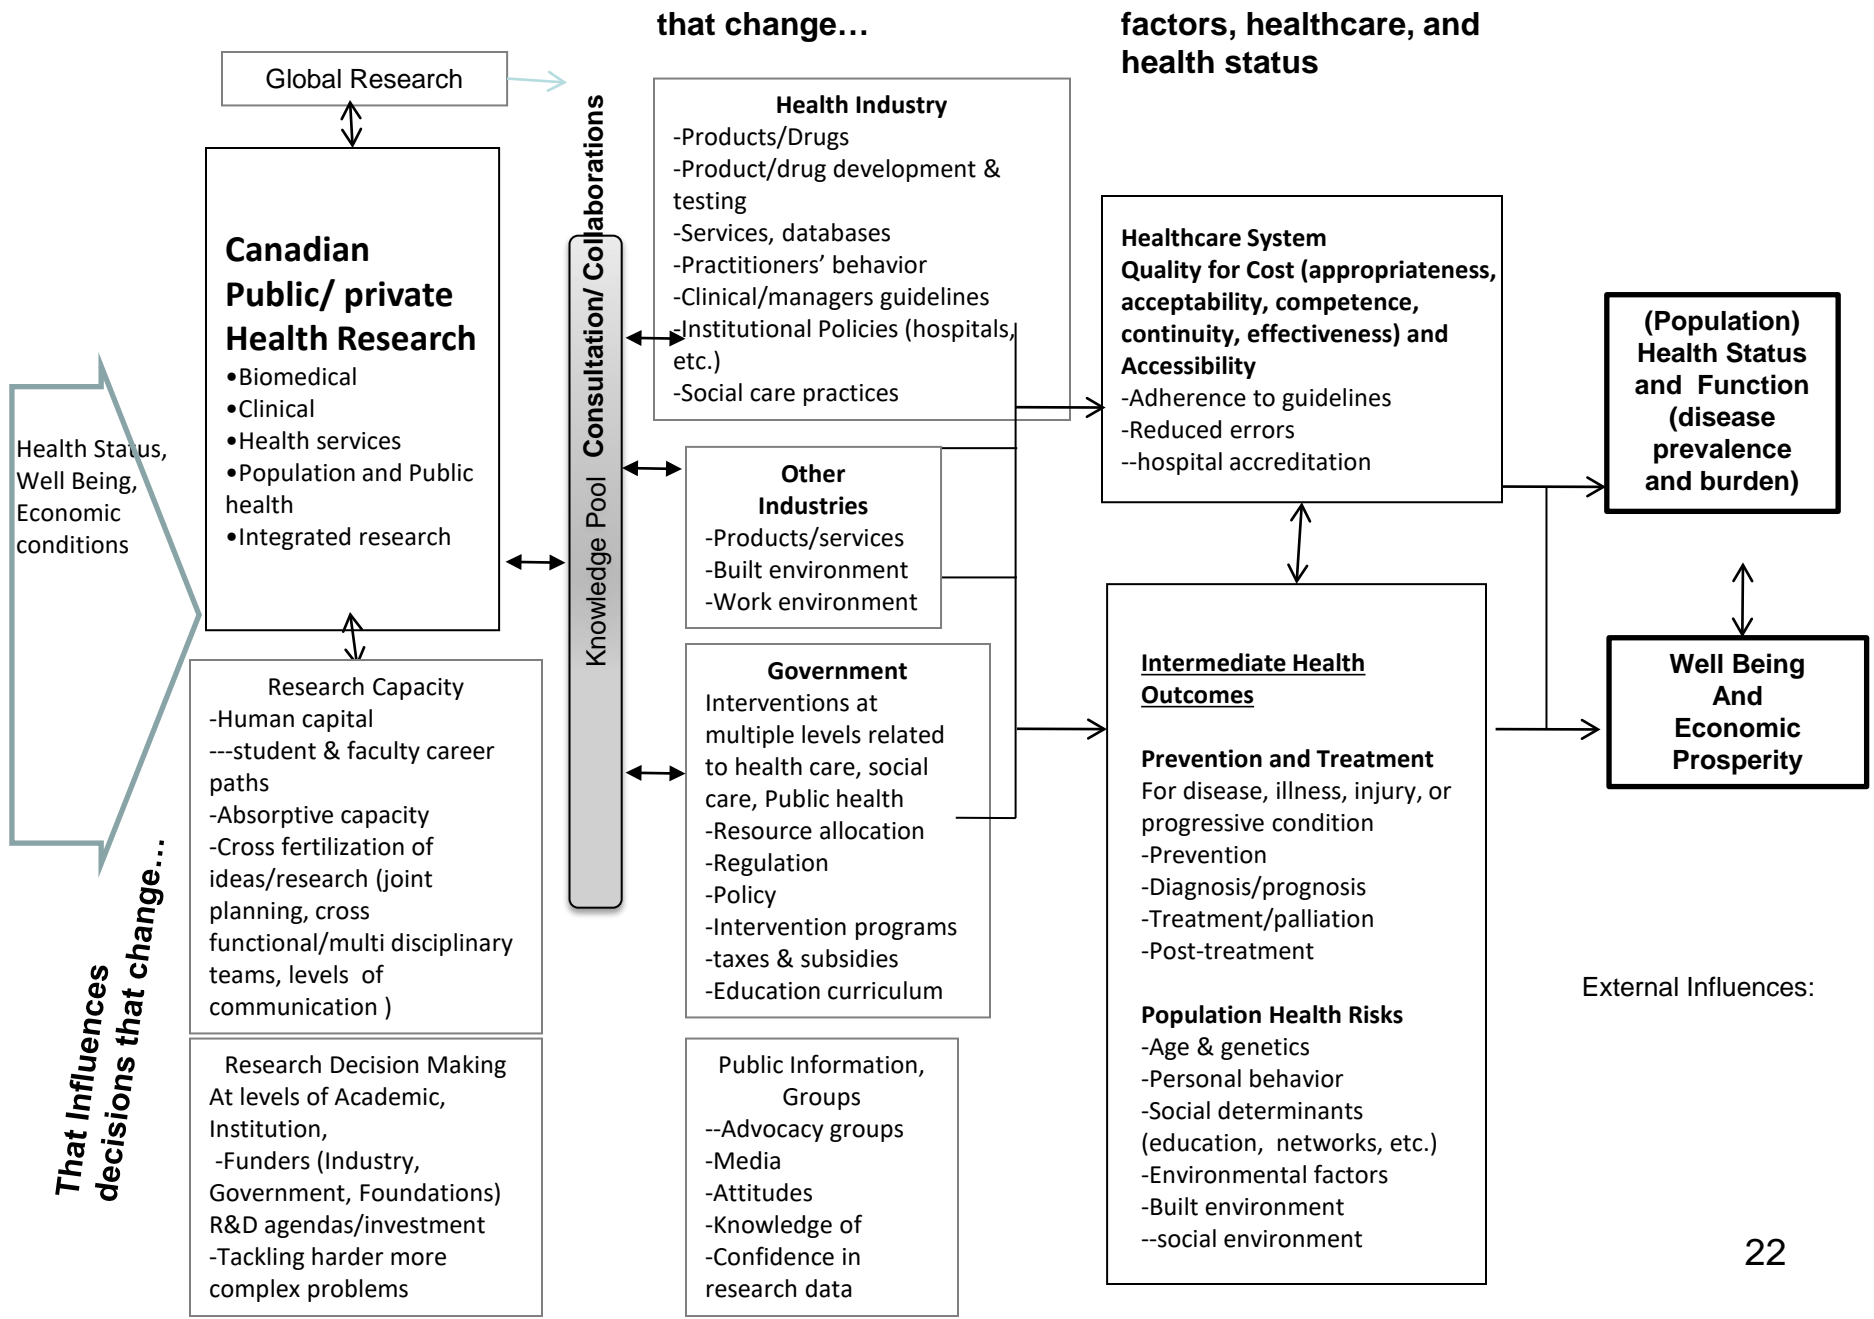 that change…
factors, healthcare, and
health status
Global Research
Canadian
Public/ private
Health Research
•Biomedical
•Clinical
•Health services
•Population and Public
health
•Integrated research
Health Status,
Well Being,
Economic
conditions
That Influences
decisions that change…
Research Capacity
-Human capital
---student & faculty career
paths
-Absorptive capacity
-Cross fertilization of
ideas/research (joint
planning, cross
functional/multi disciplinary
teams, levels of
communication )
Research Decision Making
At levels of Academic,
Institution,
-Funders (Industry,
Government, Foundations)
R&D agendas/investment
-Tackling harder more
complex problems
Knowledge Pool Consultation/ Collaborations
Health Industry
-Products/Drugs
-Product/drug development &
testing
-Services, databases
-Practitioners’ behavior
-Clinical/managers guidelines
-Institutional Policies (hospitals,
etc.)
-Social care practices
Other
Industries
-Products/services
-Built environment
-Work environment
Government
Interventions at
multiple levels related
to health care, social
care, Public health
-Resource allocation
-Regulation
-Policy
-Intervention programs
-taxes & subsidies
-Education curriculum
Public Information,
Groups
--Advocacy groups
-Media
-Attitudes
-Knowledge of
-Confidence in
research data
Healthcare System
Quality for Cost (appropriateness,
acceptability, competence,
continuity, effectiveness) and
Accessibility
-Adherence to guidelines
-Reduced errors
--hospital accreditation
Intermediate Health
Outcomes
Prevention and Treatment
For disease, illness, injury, or
progressive condition
-Prevention
-Diagnosis/prognosis
-Treatment/palliation
-Post-treatment
Population Health Risks
-Age & genetics
-Personal behavior
-Social determinants
(education, networks, etc.)
-Environmental factors
-Built environment
--social environment
(Population)
Health Status
and Function
(disease
prevalence
and burden)
Well Being
And
Economic
Prosperity
External Influences:
22